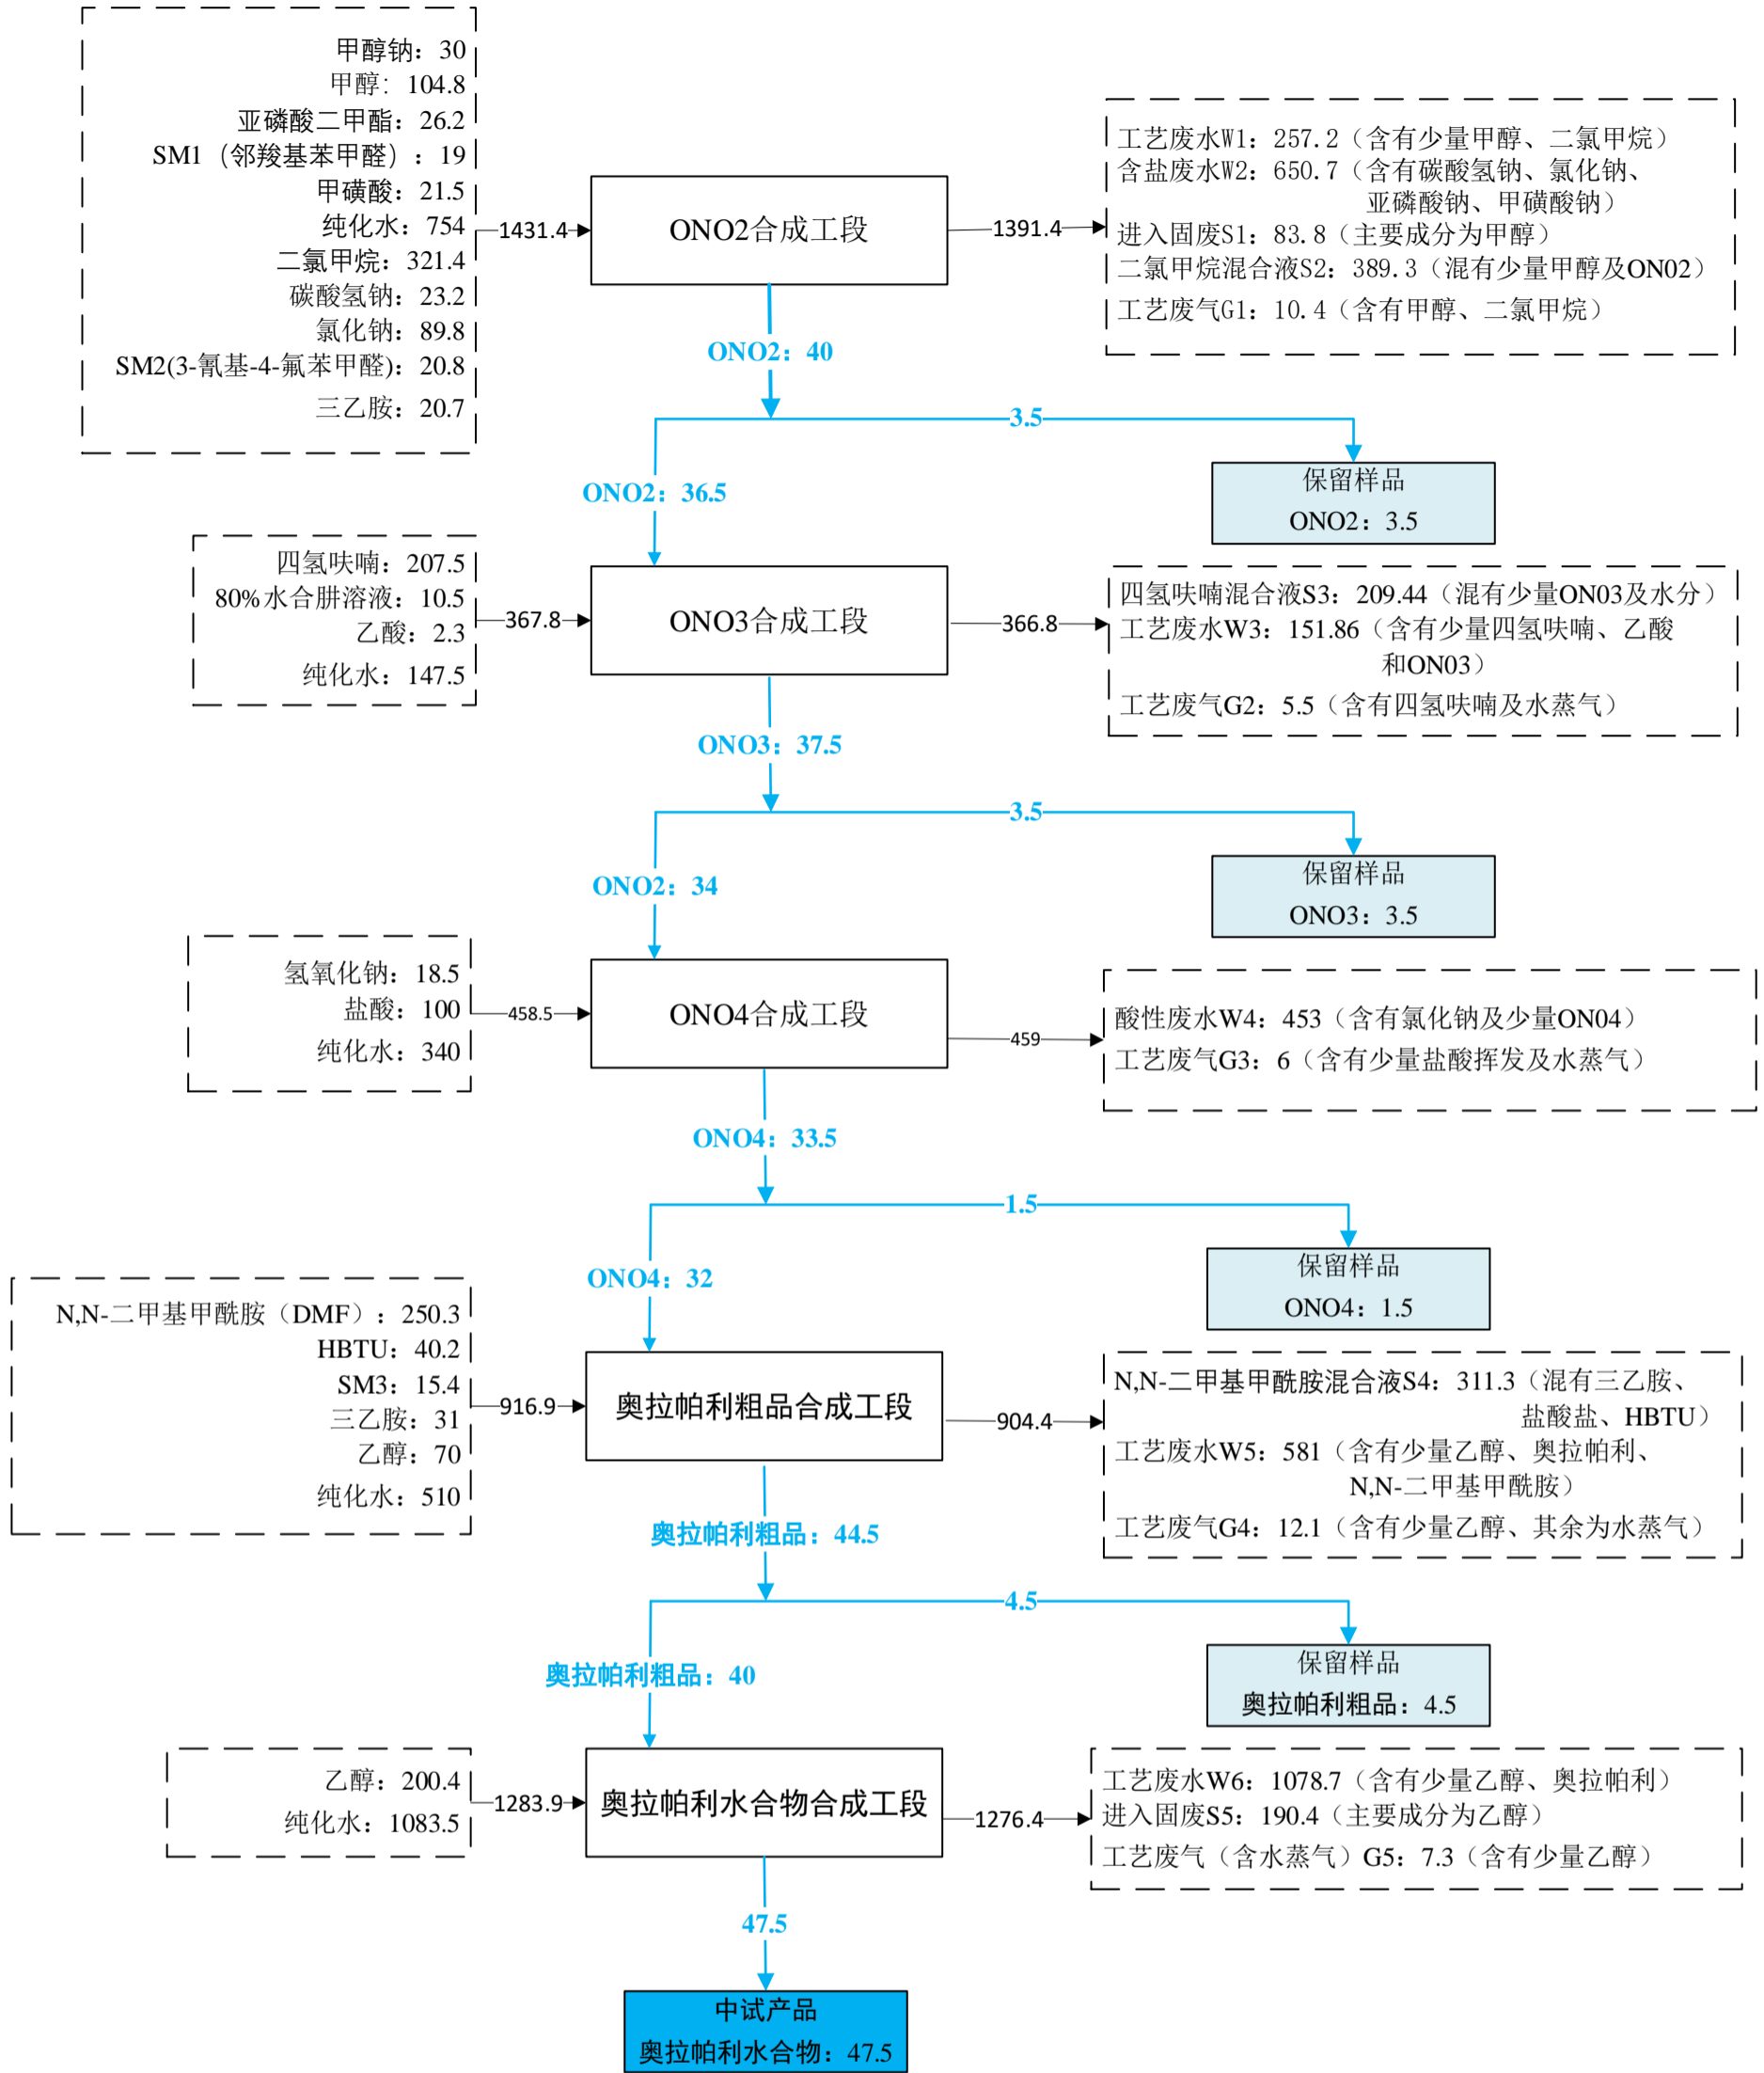 甲醇钠：30
甲醇：104.8
亚磷酸二甲酯：26.2
SM1（邻羧基苯甲醛）：19
甲磺酸：21.5
纯化水：754
二氯甲烷：321.4
碳酸氢钠：23.2
氯化钠：89.8
SM2(3-氰基-4-氟苯甲醛)：20.8
三乙胺：20.7
1431.4
ONO2合成工段
1391.4
工艺废水W1：257.2（含有少量甲醇、二氯甲烷）
含盐废水W2：650.7（含有碳酸氢钠、氯化钠、
亚磷酸钠、甲磺酸钠）
进入固废S1：83.8（主要成分为甲醇）
二氯甲烷混合液S2：389.3（混有少量甲醇及ON02）
工艺废气G1：10.4（含有甲醇、二氯甲烷）
ONO2：40
3.5
ONO2：36.5
保留样品
ONO2：3.5
四氢呋喃：207.5
80%水合肼溶液：10.5
乙酸：2.3
纯化水：147.5
367.8
ONO3合成工段
366.8
四氢呋喃混合液S3：209.44（混有少量ON03及水分）
工艺废水W3：151.86（含有少量四氢呋喃、乙酸
和ON03）
工艺废气G2：5.5（含有四氢呋喃及水蒸气）
ONO3：37.5
3.5
ONO2：34
保留样品
ONO3：3.5
氢氧化钠：18.5
盐酸：100
纯化水：340
458.5
ONO4合成工段
459
酸性废水W4：453（含有氯化钠及少量ON04）
工艺废气G3：6（含有少量盐酸挥发及水蒸气）
ONO4：33.5
1.5
ONO4：32
保留样品
ONO4：1.5
N,N-二甲基甲酰胺（DMF）：250.3
HBTU：40.2
SM3：15.4
三乙胺：31
乙醇：70
纯化水：510
916.9
奥拉帕利粗品合成工段
904.4
N,N-二甲基甲酰胺混合液S4：311.3（混有三乙胺、
盐酸盐、HBTU）
工艺废水W5：581（含有少量乙醇、奥拉帕利、
N,N-二甲基甲酰胺）
工艺废气G4：12.1（含有少量乙醇、其余为水蒸气）
奥拉帕利粗品：44.5
4.5
奥拉帕利粗品：40
保留样品
奥拉帕利粗品：4.5
乙醇：200.4
纯化水：1083.5
1283.9
奥拉帕利水合物合成工段
1276.4
工艺废水W6：1078.7（含有少量乙醇、奥拉帕利）
进入固废S5：190.4（主要成分为乙醇）
工艺废气（含水蒸气）G5：7.3（含有少量乙醇）
47.5
中试产品
奥拉帕利水合物：47.5